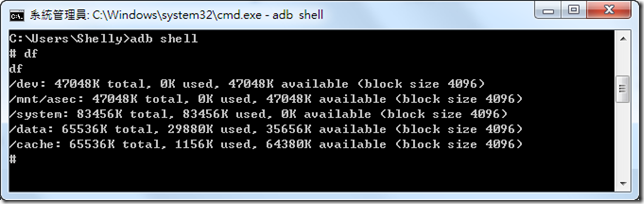 系統管理員: C:\Windows\system32\cmd.exe - adb shell
C:\Users\Shelly>adb shell
# df
df
/dev: 47048K total, 0K used, 47048K available (block size 4096)
/mnt/asec: 47048K total, 0K used, 47048K available (block size 4096)
/system: 83456K total, 83456K used, 0K available (block size 4096)
/data: 65536K total, 29880K used, 35656K available (block size 4096)
/cache: 65536K total, 1156K used, 64380K available (block size 4096)
#